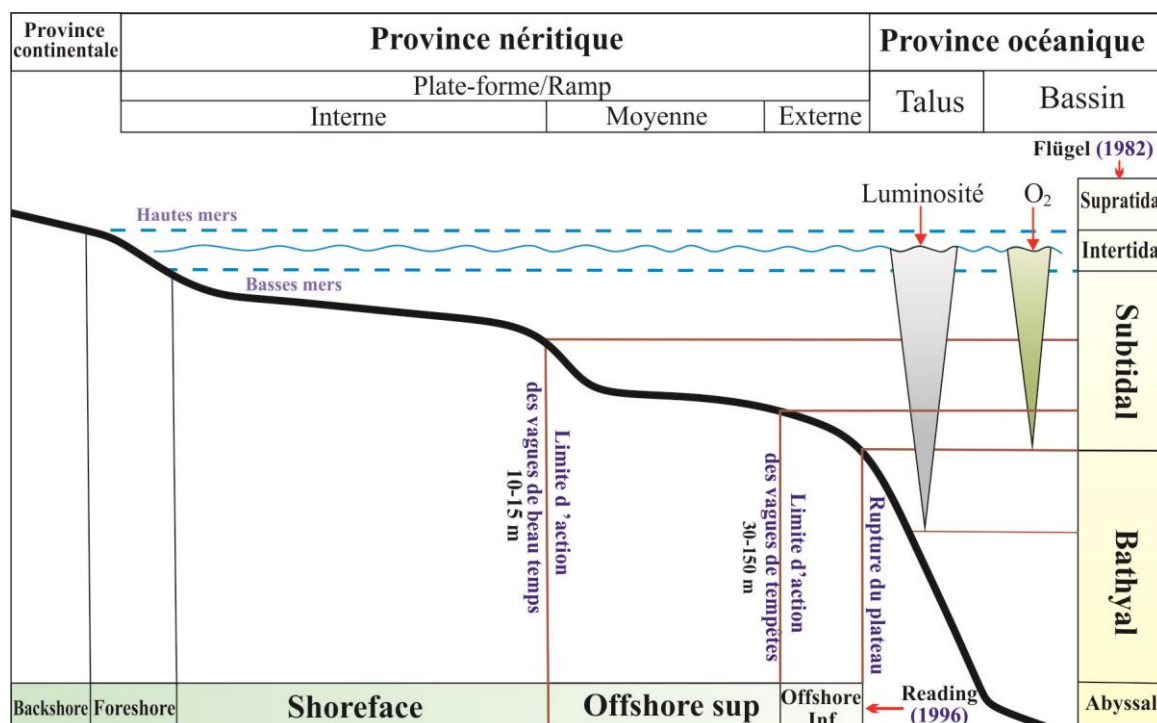 Province
continentale
Province néritique
Province océanique
Plate-forme/Ramp
Talus
Bassin
Interne
Moyenne
Externe
Flügel (1982)
Luminosité
O₂
Supratida
Hautes mers
Intertida
Basses mers
Subtidal
Limite d ’action
des vagues de beau temps
10-15 m
Limite d’action
des vagues de tempêtes
30-150 m
Rupture du plateau
Bathyal
Backshore
Foreshore
Shoreface
Offshore sup
Offshore
Inf
Reading
(1996)
Abyssal